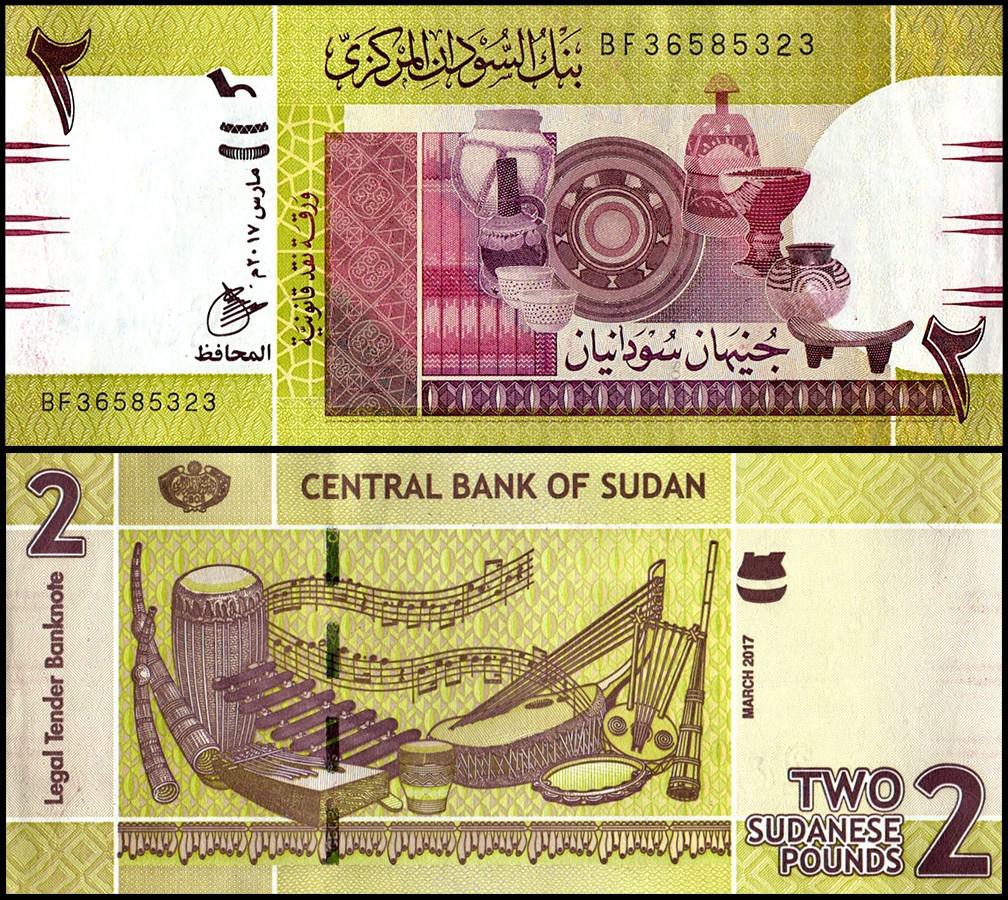 ٢
بنك السودان المركزي
BF36585323
مارس ٢٠١٧م
المحافظ
ورقة نقد قانونية
جنيهان سودانيان
BF36585323
٢
2
CENTRAL BANK OF SUDAN
CBOS
Legal Tender Banknote
MARCH 2017
TWO
SUDANESE
POUNDS
2